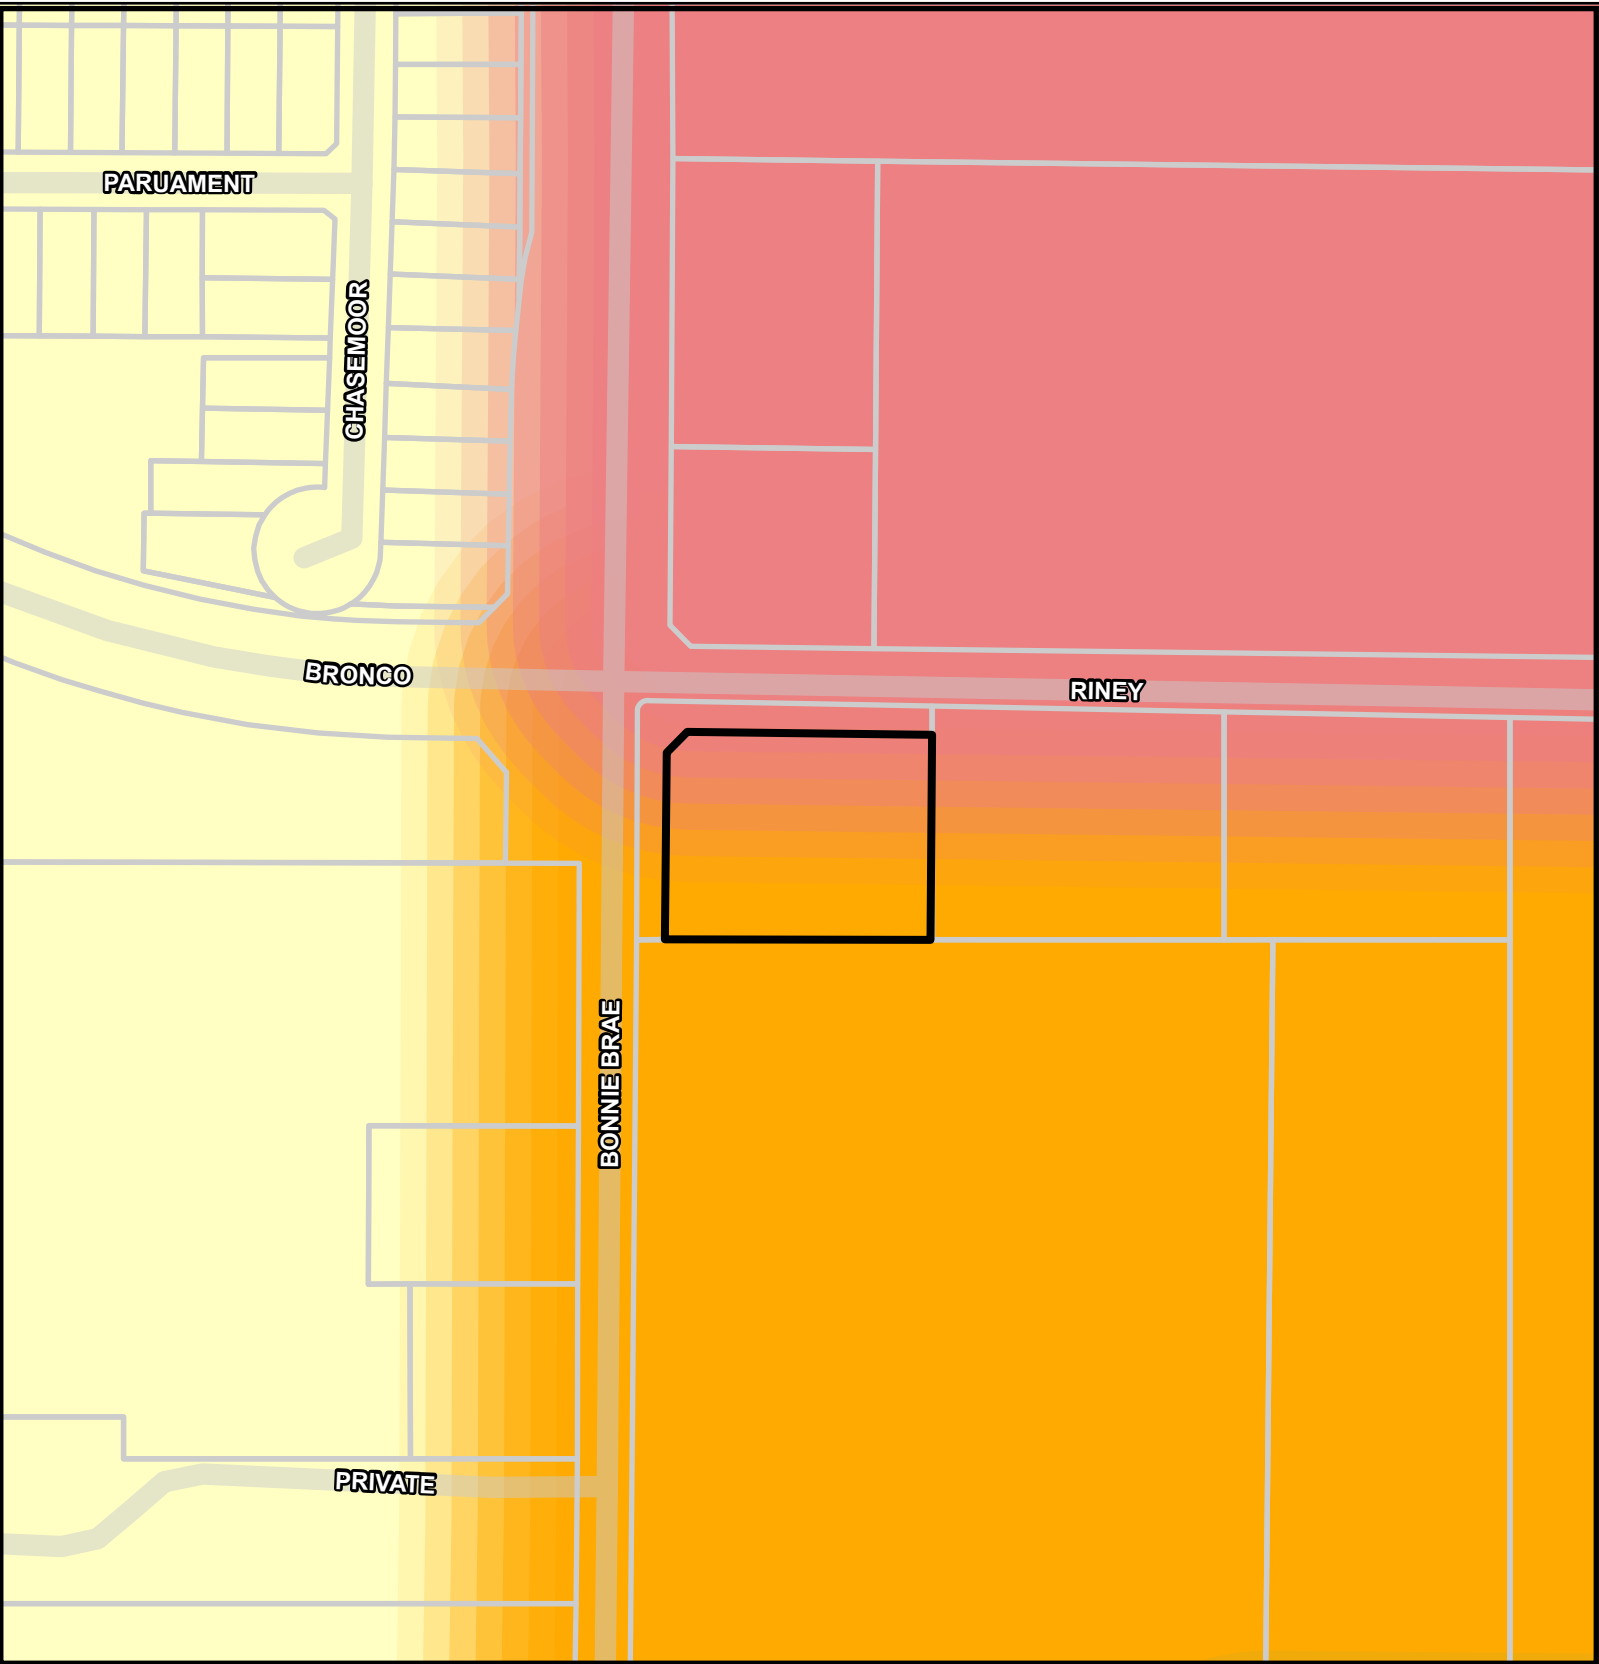 PARUAMENT
CHASEMOOR
BRONCO
RINEY
BONNIE BRAE
PRIVATE